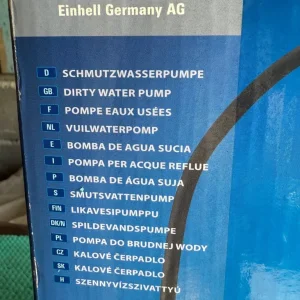 Einhell Germany AG
D SCHMUTZWASSERPUMPE
GB DIRTY WATER PUMP
F POMPE EAUX USÉES
NL VUILWATERPOMP
E BOMBA DE AGUA SUCIA
I POMPA PER ACQUE REFLUE
P BOMBA DE ÁGUA SUJA
S SMUTSVATTENPUMP
FIN LIKAVESIPUMPPU
DK/N SPILDEVANDSPUMPE
PL POMPA DO BRUDNEJ WODY
CZ KALOVÉ ČERPADLO
SK KALOVÉ ČERPADLO
H SZENNYVÍZSZIVATTYÚ